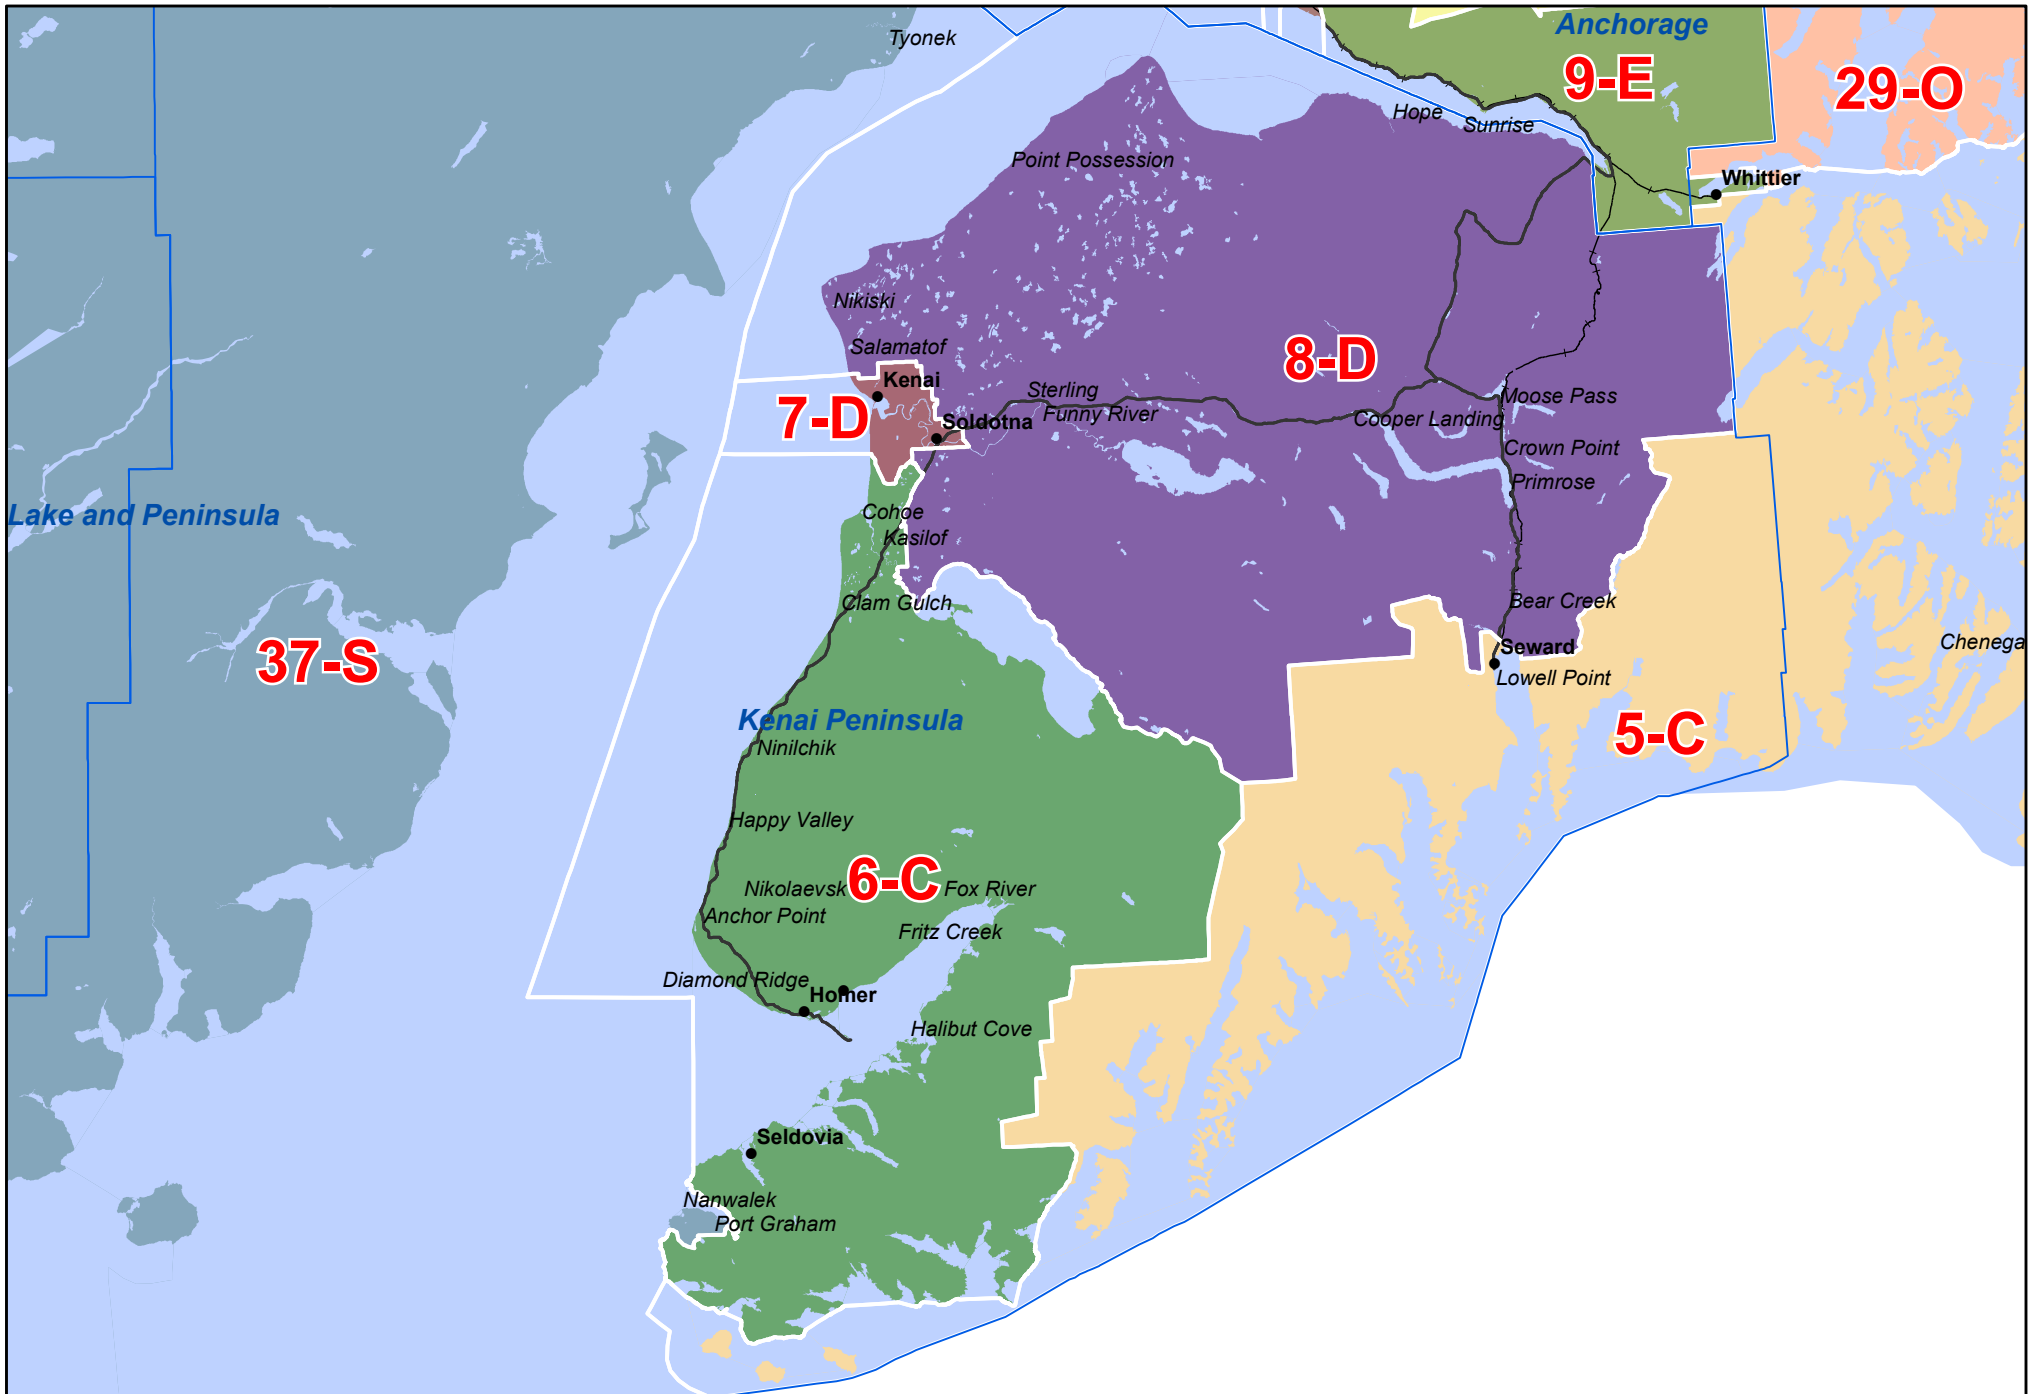 Anchorage
Tyonek
9-E
29-O
Hope
Sunrise
Point Possession
Whittier
Nikiski
Salamatof
8-D
Kenai
Sterling
Moose Pass
7-D
Funny River
Cooper Landing
Soldotna
Crown Point
Primrose
Lake and Peninsula
Cohoe
Kasilof
Clam Gulch
Bear Creek
37-S
Seward
Chenega
Lowell Point
Kenai Peninsula
5-C
Ninilchik
Happy Valley
Nikolaevsk
6-C
Fox River
Anchor Point
Fritz Creek
Diamond Ridge
Homer
Halibut Cove
Seldovia
Nanwalek
Port Graham